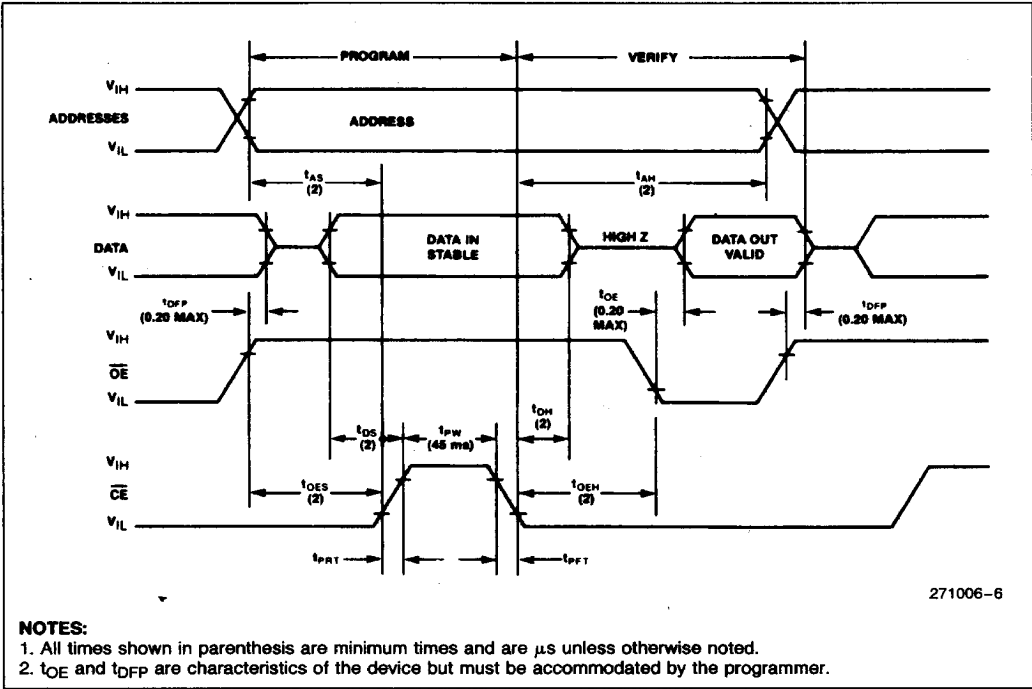 PROGRAM VERIFY
VIH
ADDRESSES ADDRESS
VIL
tAS
(2)
tAH
(2)
VIH
DATA
DATA IN
STABLE
HIGH Z
DATA OUT
VALID
VIL
tDFP
(0.20 MAX)
tOE
(0.20
MAX)
tDFP
(0.20 MAX)
VIH
OE
VIL
tDS
(2)
tPW
(45 ms)
tDH
(2)
VIH
CE
VIL
tOES
(2)
tOEH
(2)
tPRT
tPFT
271006–6
NOTES:
1. All times shown in parenthesis are minimum times and are μs unless otherwise noted.
2. tOE and tDFP are characteristics of the device but must be accommodated by the programmer.